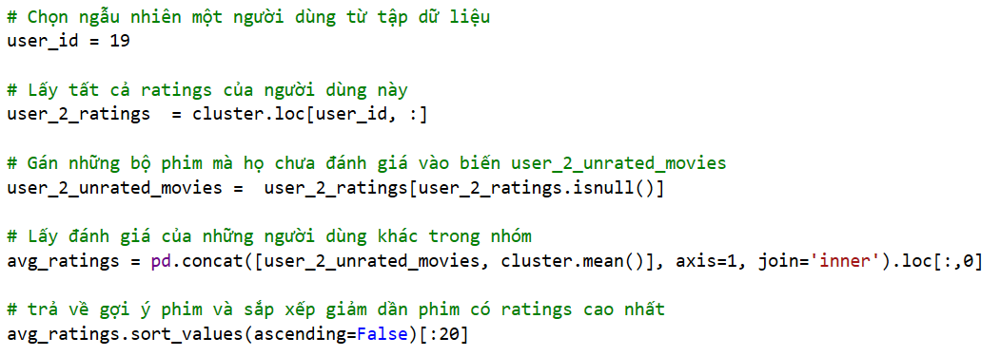 # Chọn ngẫu nhiên một người dùng từ tập dữ liệu
user_id = 19
# Lấy tất cả ratings của người dùng này
user_2_ratings  = cluster.loc[user_id, :]
# Gán những bộ phim mà họ chưa đánh giá vào biến user_2_unrated_movies
user_2_unrated_movies =  user_2_ratings[user_2_ratings.isnull()]
# Lấy đánh giá của những người dùng khác trong nhóm
avg_ratings = pd.concat([user_2_unrated_movies, cluster.mean()], axis=1, join='inner').loc[:,0]
# trả về gợi ý phim và sắp xếp giảm dần phim có ratings cao nhất
avg_ratings.sort_values(ascending=False)[:20]